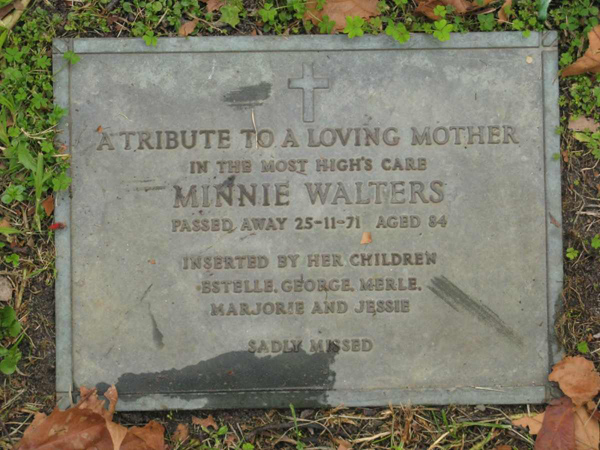 A TRIBUTE TO A LOVING MOTHER
IN THE MOST HIGH'S CARE
MINNIE WALTERS
PASSED AWAY 25-11-71 AGED 84
INSERTED BY HER CHILDREN
ESTELLE, GEORGE, MERLE,
MARJORIE AND JESSIE
SADLY MISSED